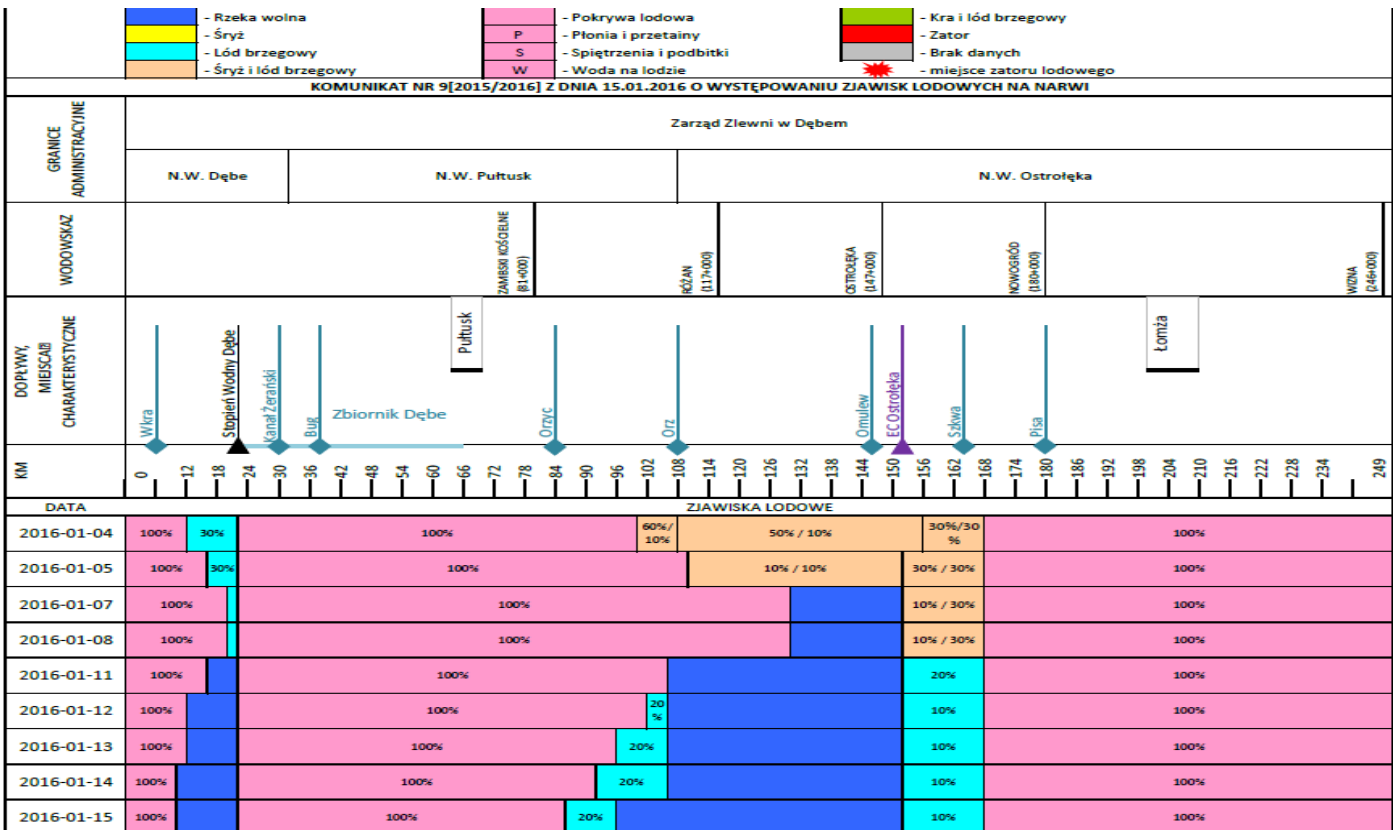 - Rzeka wolna
- Śryż
- Lód brzegowy
- Śryż i lód brzegowy
- Pokrywa lodowa
P - Płonia i przetainy
S - Spiętrzenia i podbitki
W - Woda na lodzie
- Kra i lód brzegowy
- Zator
- Brak danych
- miejsce zatoru lodowego
KOMUNIKAT NR 9[2015/2016] Z DNIA 15.01.2016 O WYSTĘPOWANIU ZJAWISK LODOWYCH NA NARWI
GRANICE
ADMINISTRACYJNE
Zarząd Zlewni w Dębem
N.W. Dębe
N.W. Pułtusk
N.W. Ostrołęka
WODOWSKAZ
ZAMBSKI KOŚCIELNE
(81+000)
RÓŻAN
(117+000)
OSTROŁĘKA
(147+000)
NOWOGRÓD
(180+000)
WIZNA
(246+000)
DOPŁYWY,
MIEJSCA
CHARAKTERYSTYCZNE
Wkra
Stopień Wodny Dębe
Kanał Żerański
Bug
Zbiornik Dębe
Pułtusk
Orzyc
Orz
Omulew
EC Ostrołęka
Szkwa
Pisa
Łomża
KM 0 12 18 24 30 36 42 48 54 60 66 72 78 84 90 96 102 108 114 120 126 132 138 144 150 156 162 168 174 180 186 192 198 204 210 216 222 228 234 249
DATA ZJAWISKA LODOWE
2016-01-04 100% 30% 100% 60%/ 50% / 10% 30%/30 100%
10% %
2016-01-05 100% 30% 100% 10% / 10% 30% / 30% 100%
2016-01-07 100% 100% 10% / 30% 100%
2016-01-08 100% 100% 10% / 30% 100%
2016-01-11 100% 100% 20% 100%
2016-01-12 100% 100% 20 10% 100%
%
2016-01-13 100% 100% 20% 10% 100%
2016-01-14 100% 100% 20% 10% 100%
2016-01-15 100% 100% 20% 10% 100%